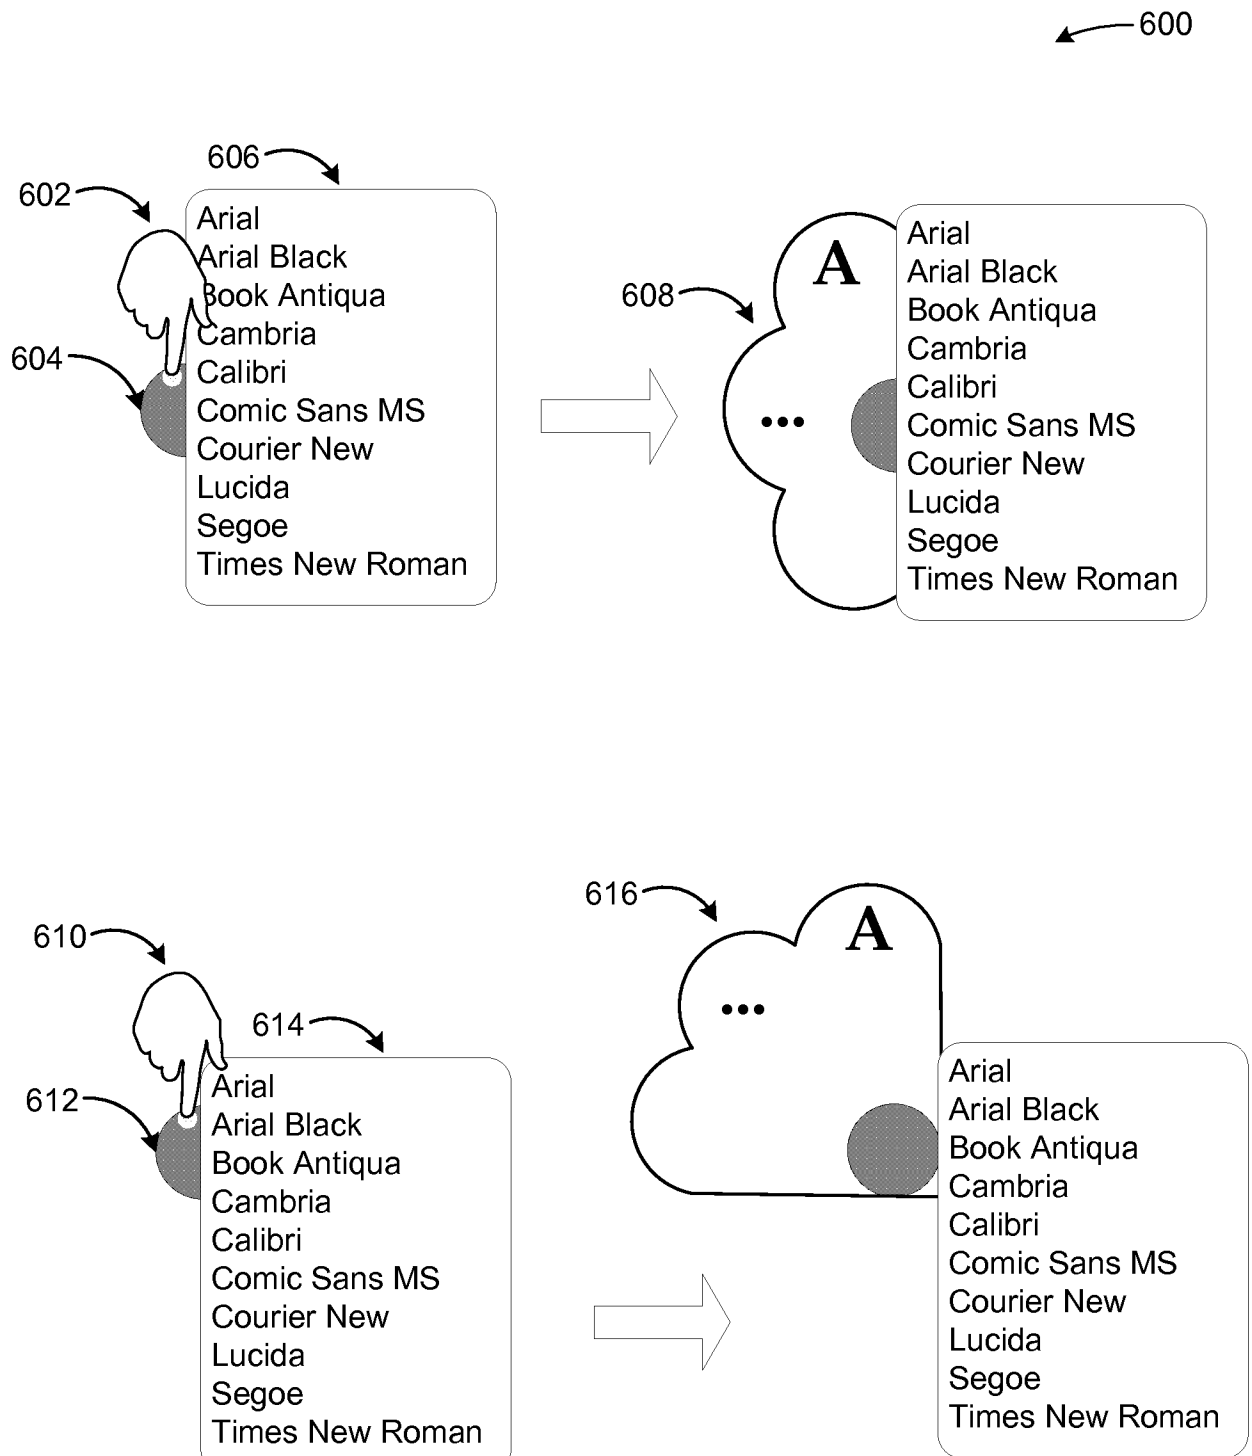 600
606
602
604
Arial
Arial Black
Book Antiqua
Cambria
Calibri
Comic Sans MS
Courier New
Lucida
Segoe
Times New Roman
608
A
•••
Arial
Arial Black
Book Antiqua
Cambria
Calibri
Comic Sans MS
Courier New
Lucida
Segoe
Times New Roman
610
614
612
Arial
Arial Black
Book Antiqua
Cambria
Calibri
Comic Sans MS
Courier New
Lucida
Segoe
Times New Roman
616
A
•••
Arial
Arial Black
Book Antiqua
Cambria
Calibri
Comic Sans MS
Courier New
Lucida
Segoe
Times New Roman